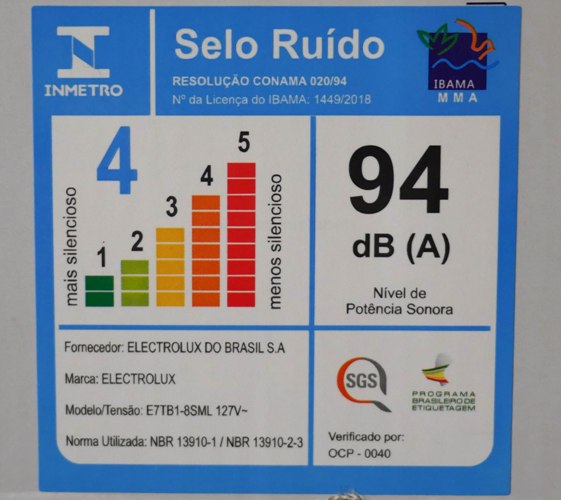 INMETRO
Selo Ruído
RESOLUÇÃO CONAMA 020/94
Nº da Licença do IBAMA: 1449/2018
IBAMA
MMA
4
mais silencioso
1
2
3
4
5
menos silencioso
94
dB (A)
Nível de
Potência Sonora
Fornecedor: ELECTROLUX DO BRASIL S.A
Marca: ELECTROLUX
Modelo/Tensão: E7TB1-8SML 127V~
Norma Utilizada: NBR 13910-1 / NBR 13910-2-3
SGS
PROGRAMA
BRASILEIRO DE
ETIQUETAGEM
Verificado por:
OCP - 0040